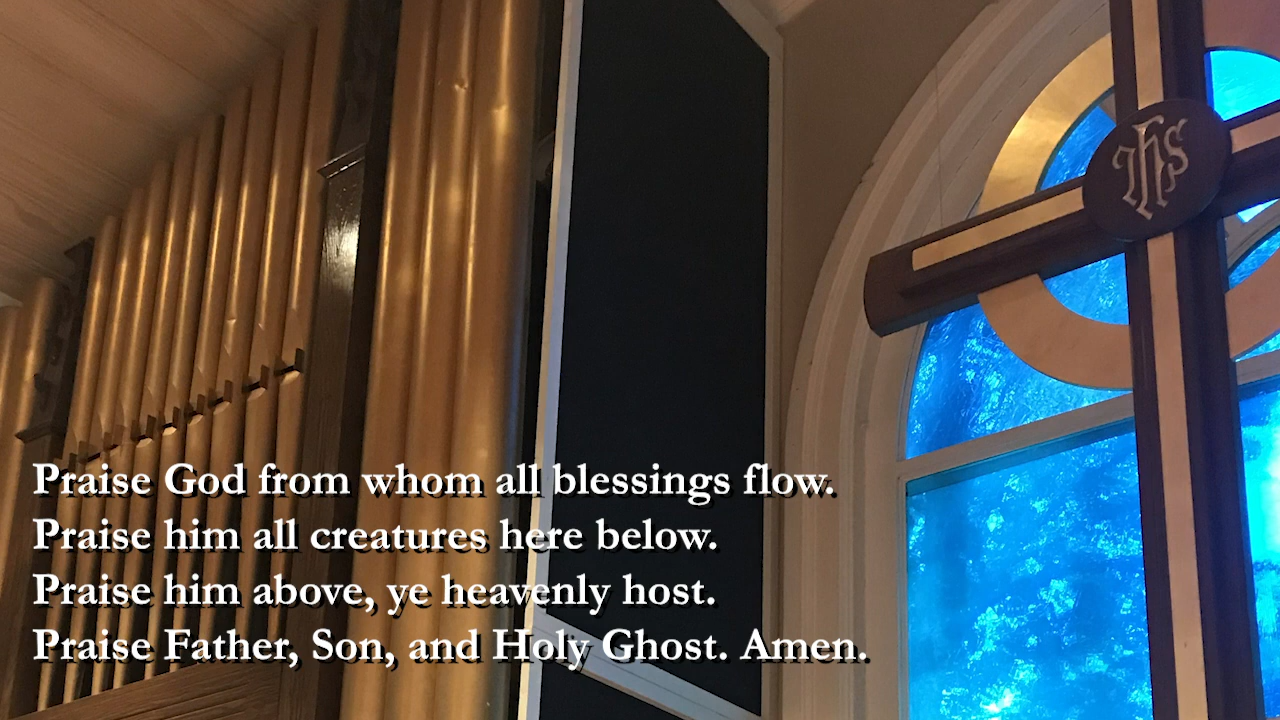 IHS
Praise God from whom all blessings flow.
Praise him all creatures here below.
Praise him above, ye heavenly host.
Praise Father, Son, and Holy Ghost. Amen.